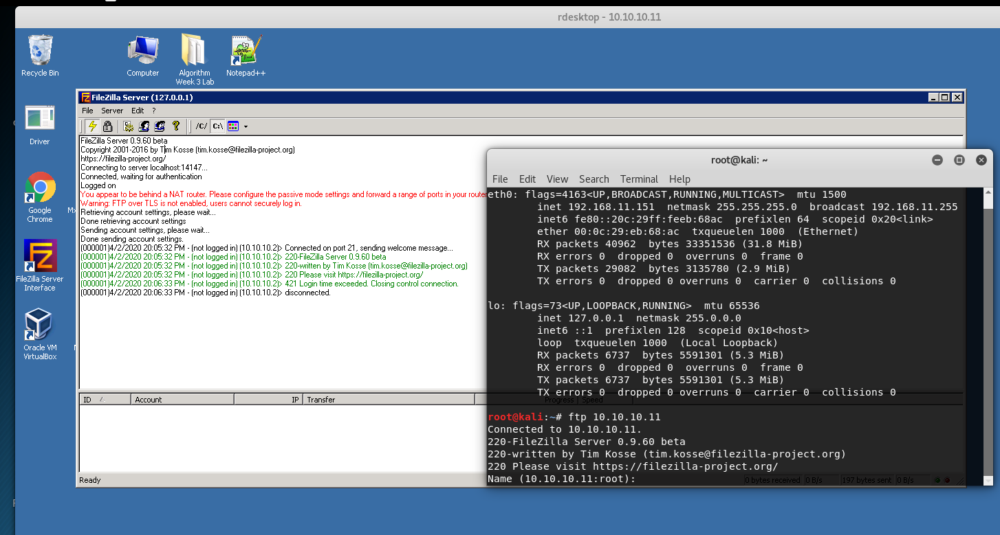 rdesktop - 10.10.10.11
Recycle Bin
Computer
Algorithm
Week 3 Lab
Notepad++
Driver
Google
Chrome
FileZilla Server
Interface
Oracle VM
VirtualBox
FileZilla Server (127.0.0.1)
File Server Edit ?
/C/ C:\
FileZilla Server 0.9.60 beta
Copyright 2001-2016 by Tim Kosse (tim.kosse@filezilla-project.org)
https://filezilla-project.org/
Connecting to server localhost:14147...
Connected, waiting for authentication
Logged on
You appear to be behind a NAT router. Please configure the passive mode settings and forward a range of ports in your router
Warning: FTP over TLS is not enabled, users cannot securely log in.
Retrieving account settings, please wait...
Done retrieving account settings
Sending account settings, please wait...
Done sending account settings.
(000001)4/2/2020 20:05:32 PM - (not logged in) (10.10.10.2)> Connected on port 21, sending welcome message...
(000001)4/2/2020 20:05:32 PM - (not logged in) (10.10.10.2)> 220-FileZilla Server 0.9.60 beta
(000001)4/2/2020 20:05:32 PM - (not logged in) (10.10.10.2)> 220-written by Tim Kosse (tim.kosse@filezilla-project.org)
(000001)4/2/2020 20:05:32 PM - (not logged in) (10.10.10.2)> 220 Please visit https://filezilla-project.org/
(000001)4/2/2020 20:06:33 PM - (not logged in) (10.10.10.2)> 421 Login time exceeded. Closing control connection.
(000001)4/2/2020 20:06:33 PM - (not logged in) (10.10.10.2)> disconnected.
ID / Account IP Transfer Progress Speed
Ready 0 bytes received 0 B/s 197 bytes sent 0 B/s
root@kali: ~
File Edit View Search Terminal Help
eth0: flags=4163<UP,BROADCAST,RUNNING,MULTICAST> mtu 1500
inet 192.168.11.151 netmask 255.255.255.0 broadcast 192.168.11.255
inet6 fe80::20c:29ff:feeb:68ac prefixlen 64 scopeid 0x20<link>
ether 00:0c:29:eb:68:ac txqueuelen 1000 (Ethernet)
RX packets 40962 bytes 33351536 (31.8 MiB)
RX errors 0 dropped 0 overruns 0 frame 0
TX packets 29082 bytes 3135780 (2.9 MiB)
TX errors 0 dropped 0 overruns 0 carrier 0 collisions 0
lo: flags=73<UP,LOOPBACK,RUNNING> mtu 65536
inet 127.0.0.1 netmask 255.0.0.0
inet6 ::1 prefixlen 128 scopeid 0x10<host>
loop txqueuelen 1000 (Local Loopback)
RX packets 6737 bytes 5591301 (5.3 MiB)
RX errors 0 dropped 0 overruns 0 frame 0
TX packets 6737 bytes 5591301 (5.3 MiB)
TX errors 0 dropped 0 overruns 0 carrier 0 collisions 0
root@kali:~# ftp 10.10.10.11
Connected to 10.10.10.11.
220-FileZilla Server 0.9.60 beta
220-written by Tim Kosse (tim.kosse@filezilla-project.org)
220 Please visit https://filezilla-project.org/
Name (10.10.10.11:root):